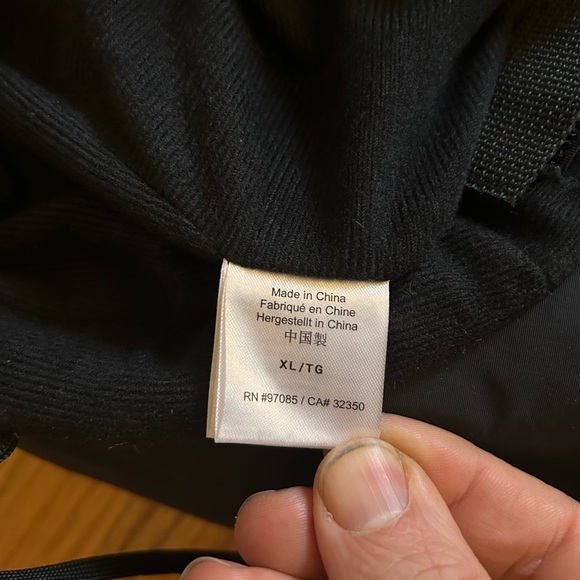 Made in China
Fabriqué en Chine
Hergestellt in China
中国製
XL/TG
RN #97085 / CA# 32350